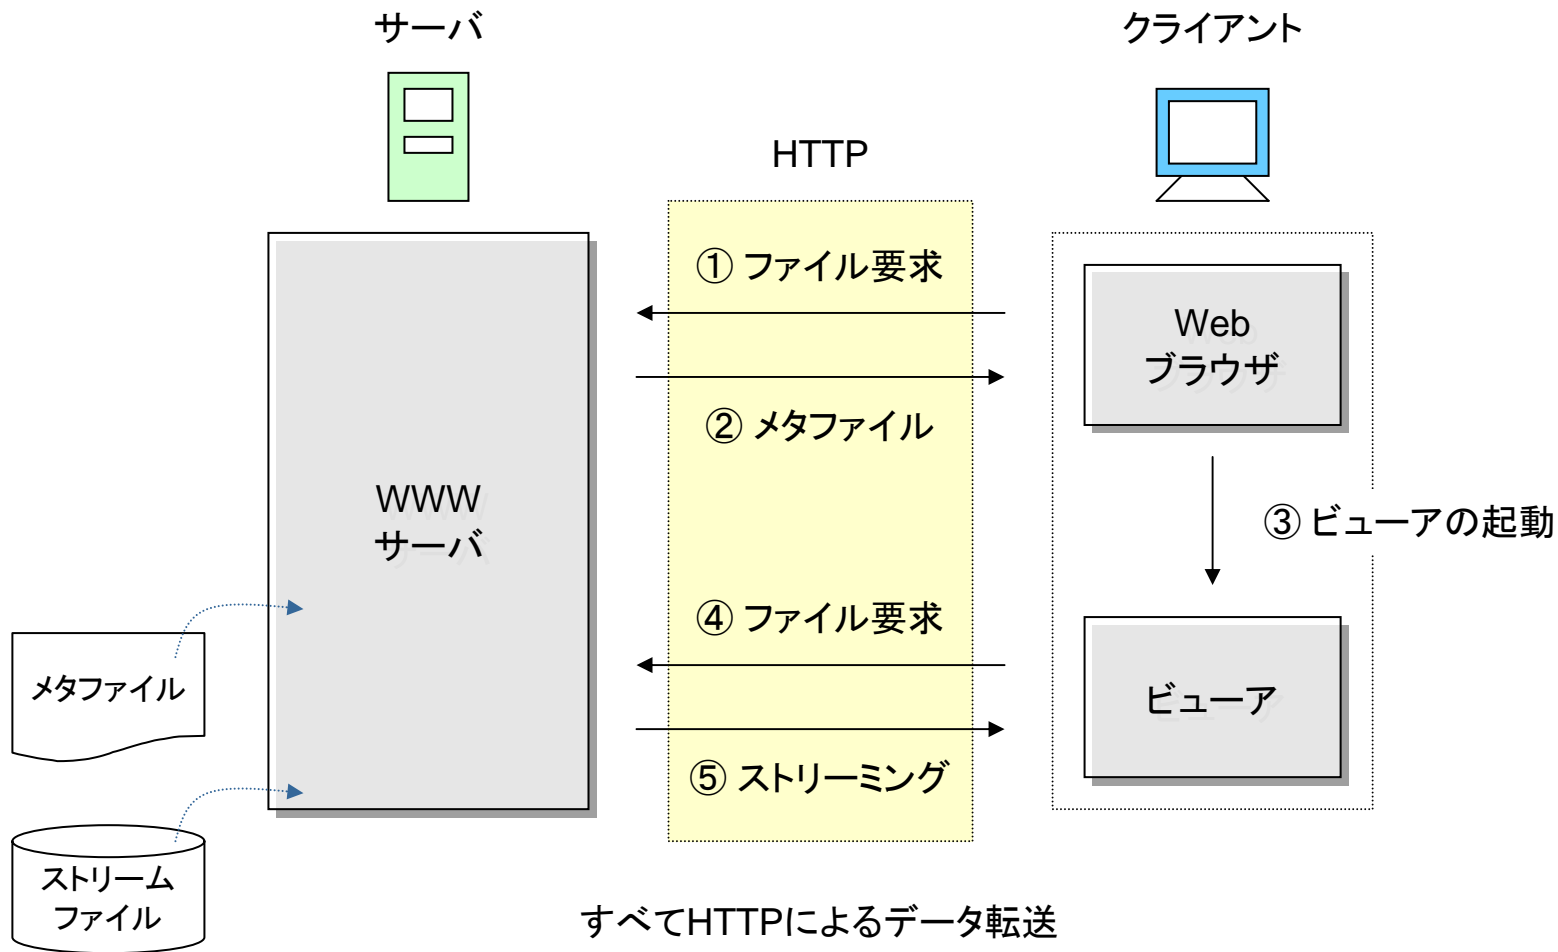 サーバ
クライアント
HTTP
① ファイル要求
Web
ブラウザ
② メタファイル
WWW
サーバ
③ ビューアの起動
④ ファイル要求
メタファイル
ビューア
⑤ ストリーミング
ストリーム
ファイル
すべてHTTPによるデータ転送